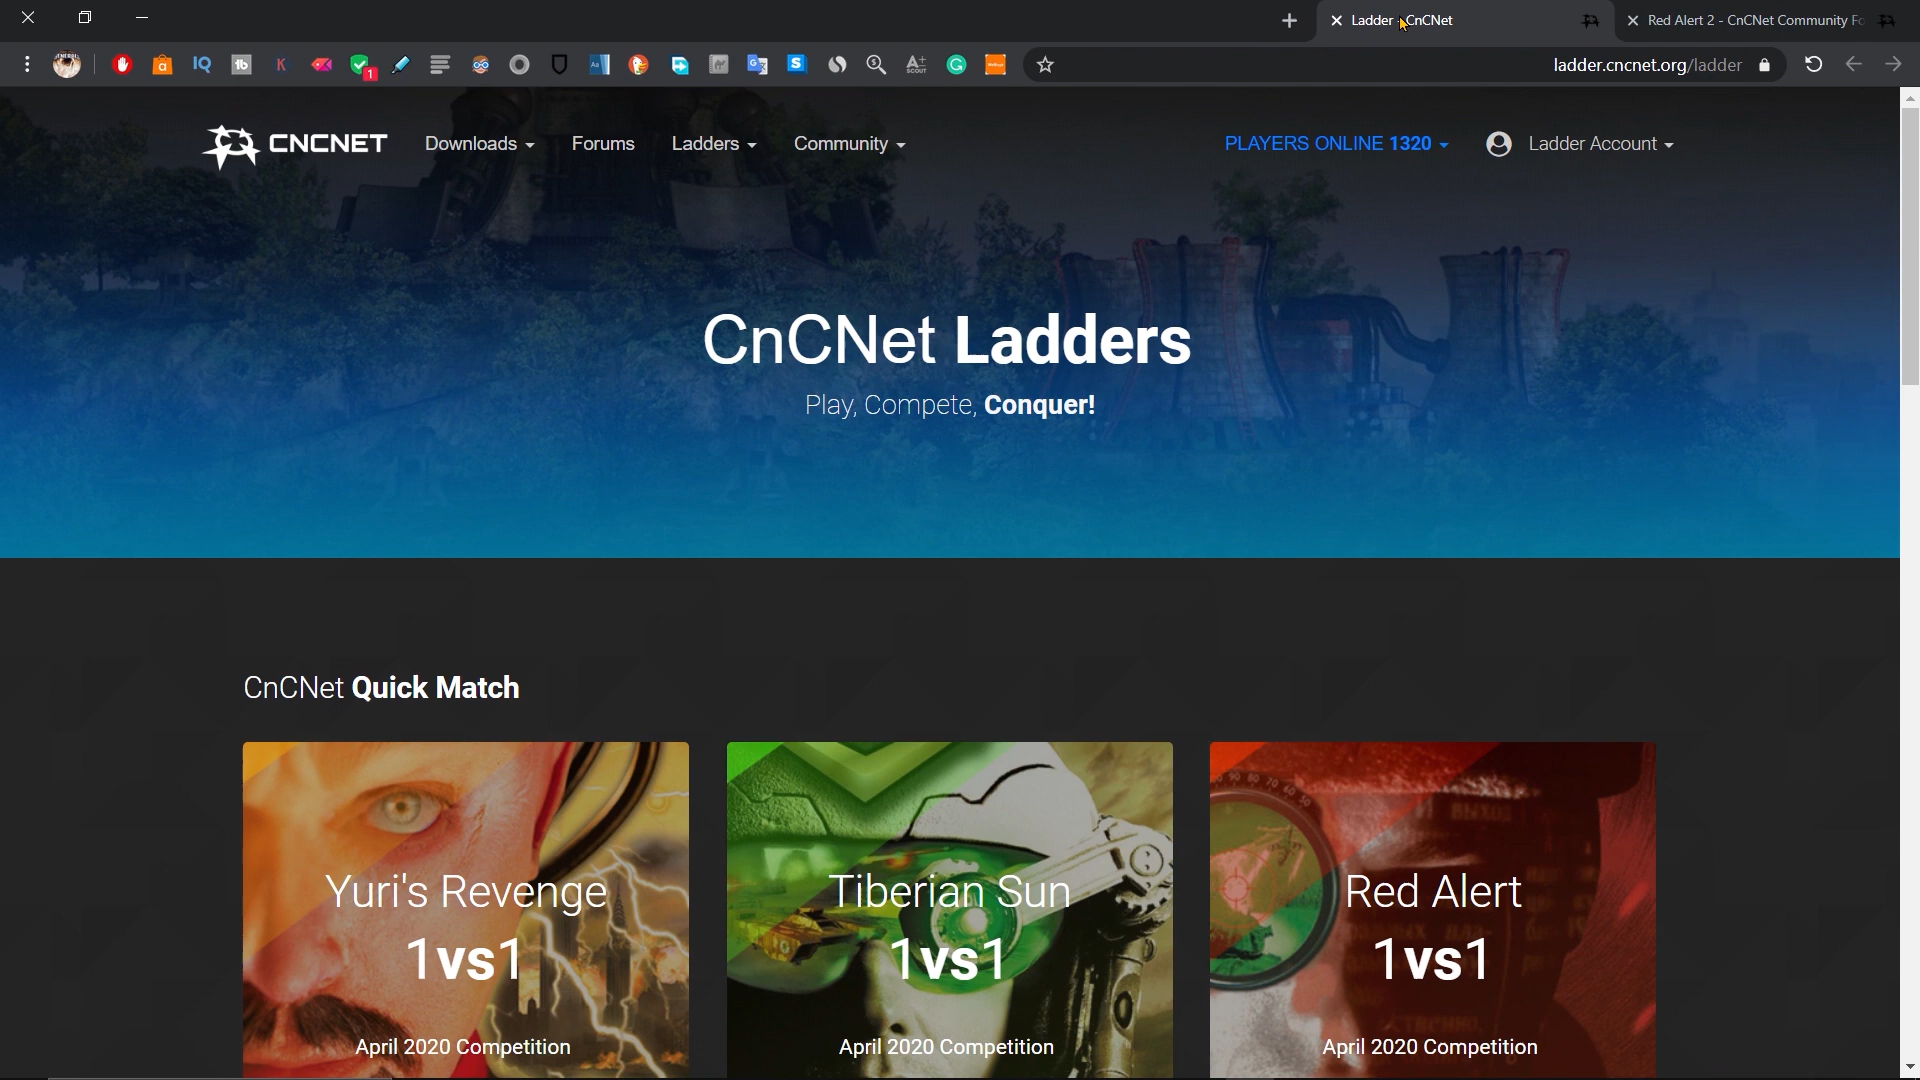 Ladder - CnCNet
Red Alert 2 - CnCNet Community Fo
ladder.cncnet.org/ladder
CNCNET
Downloads
Forums
Ladders
Community
PLAYERS ONLINE 1320
Ladder Account
CnCNet Ladders
Play, Compete, Conquer!
CnCNet Quick Match
Yuri's Revenge
1vs1
April 2020 Competition
Tiberian Sun
1vs1
April 2020 Competition
Red Alert
1vs1
April 2020 Competition